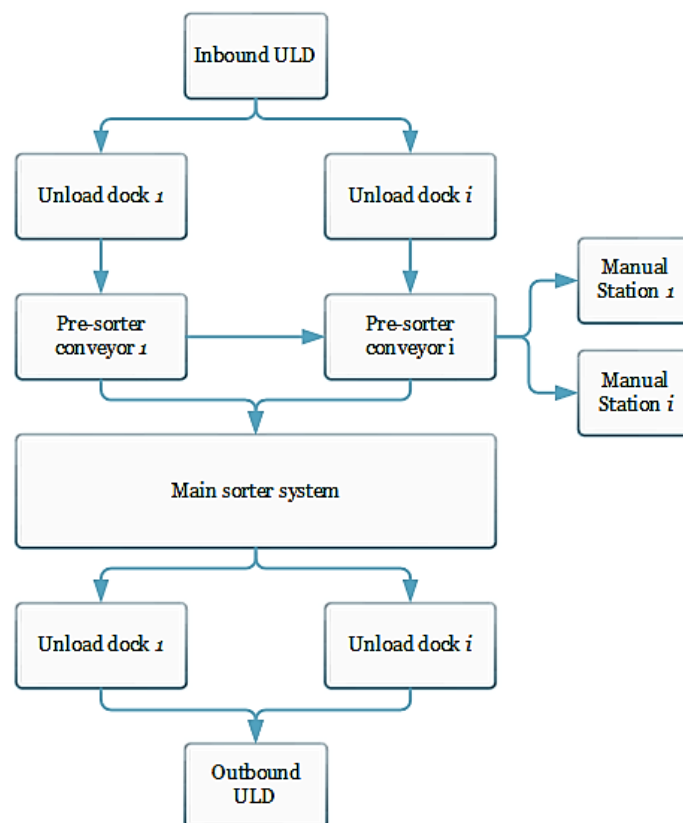 Inbound ULD
Unload dock 1
Unload dock i
Manual
Station 1
Pre-sorter
conveyor 1
Pre-sorter
conveyor i
Manual
Station i
Main sorter system
Unload dock 1
Unload dock i
Outbound
ULD